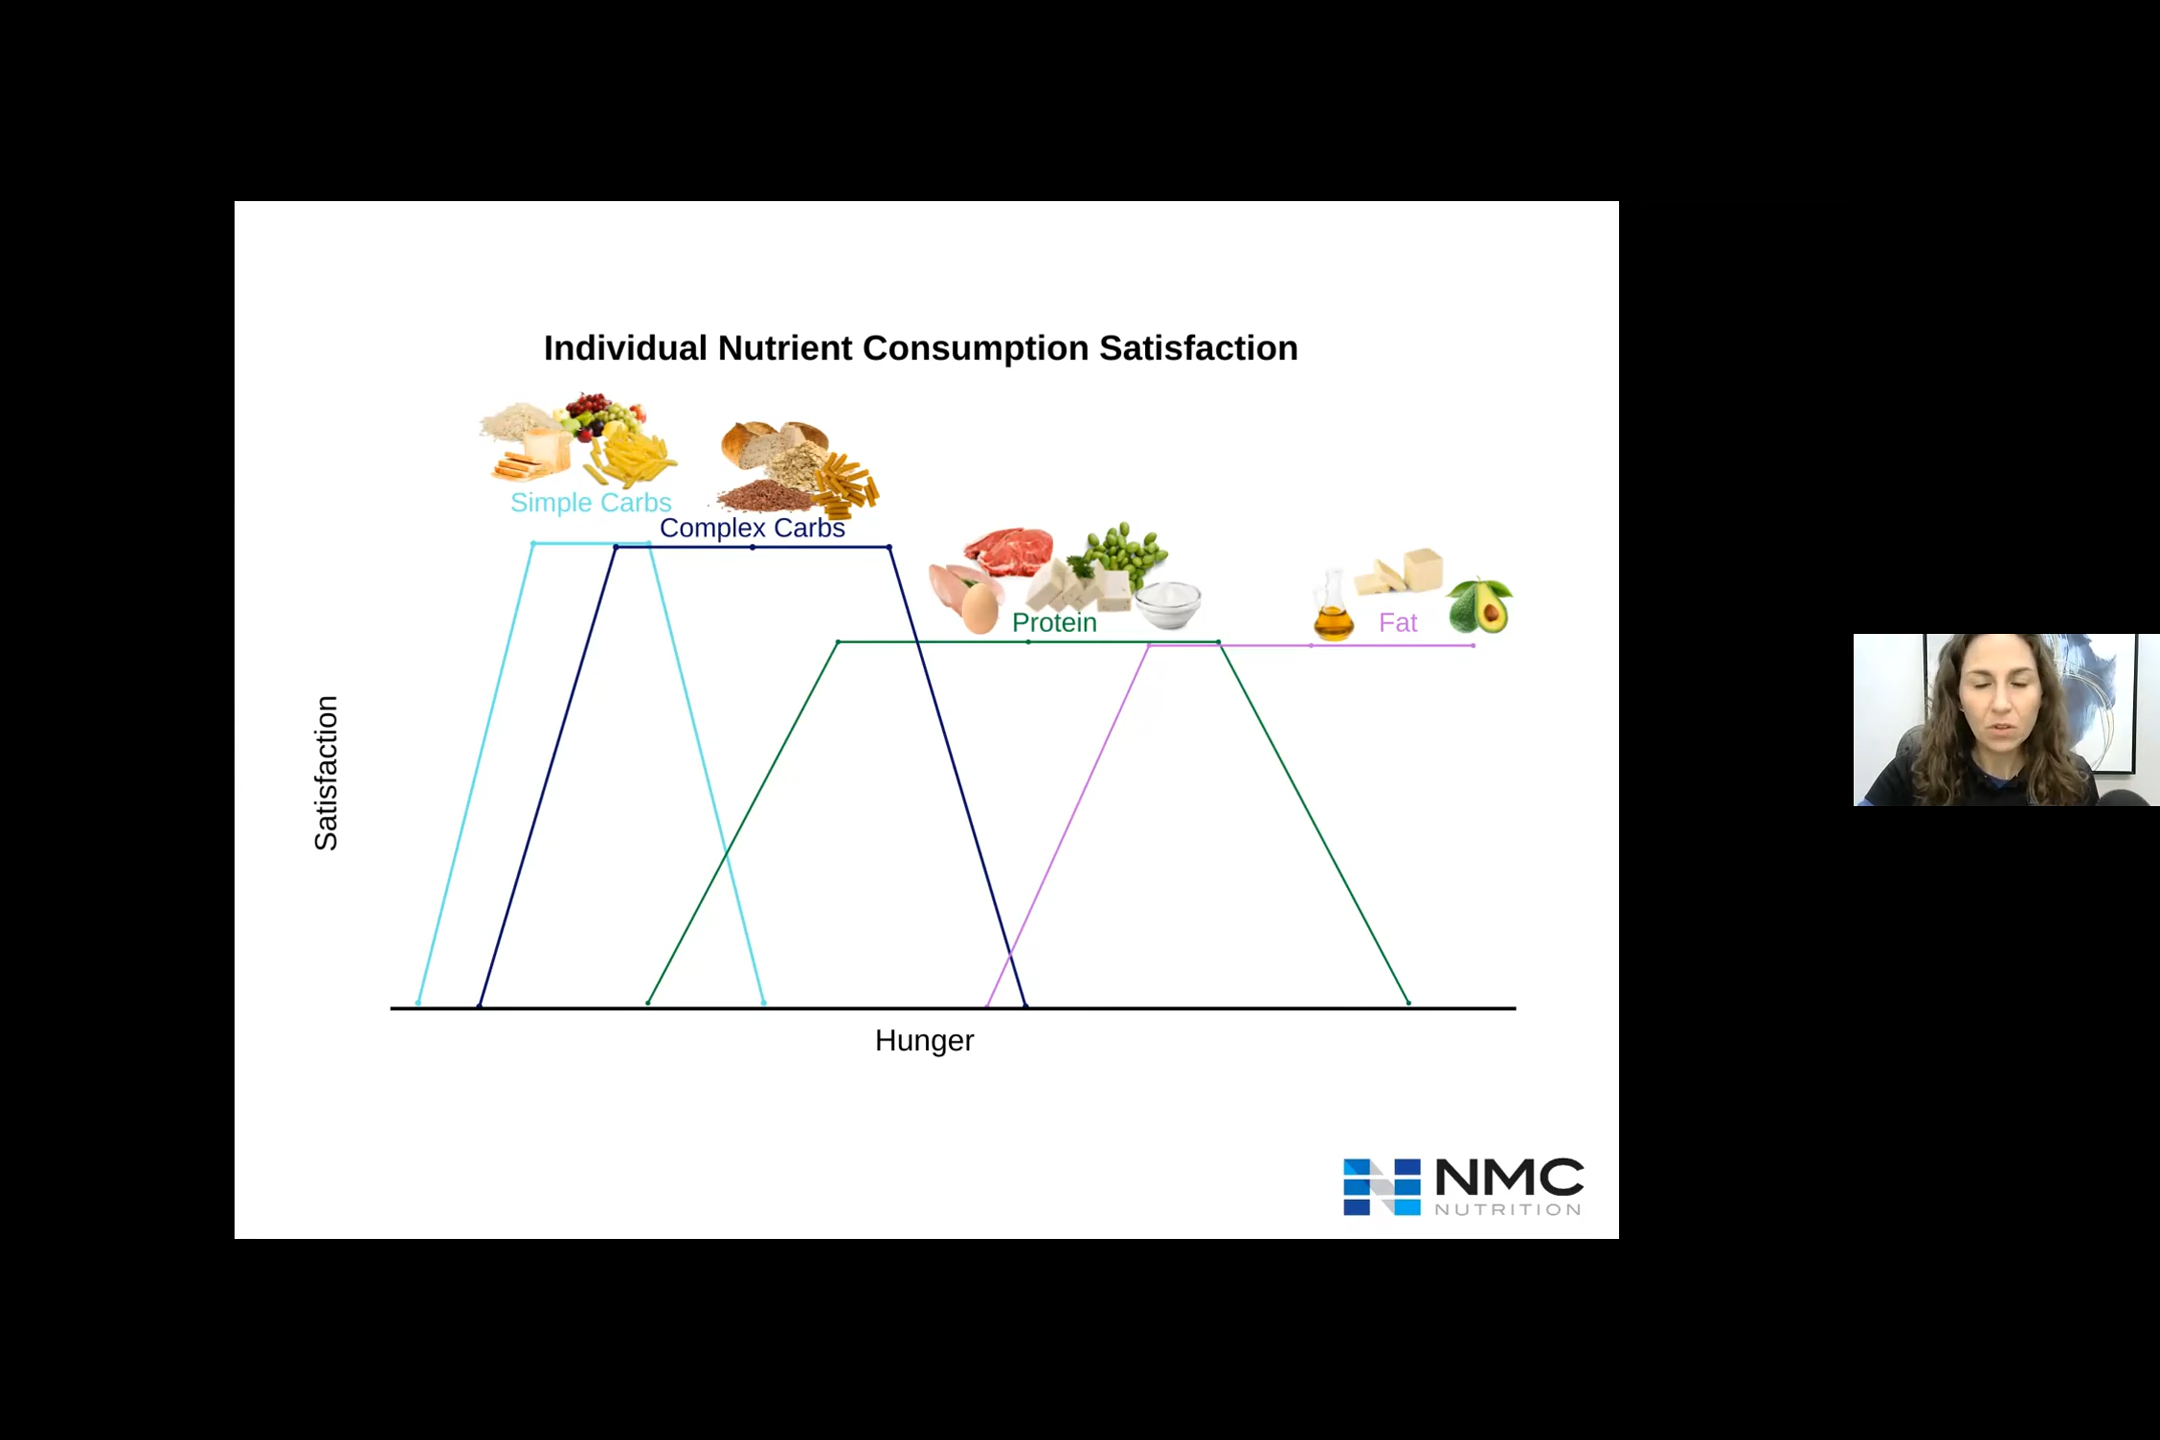 Individual Nutrient Consumption Satisfaction
Simple Carbs
Complex Carbs
Protein
Fat
Satisfaction
Hunger
NMC
NUTRITION